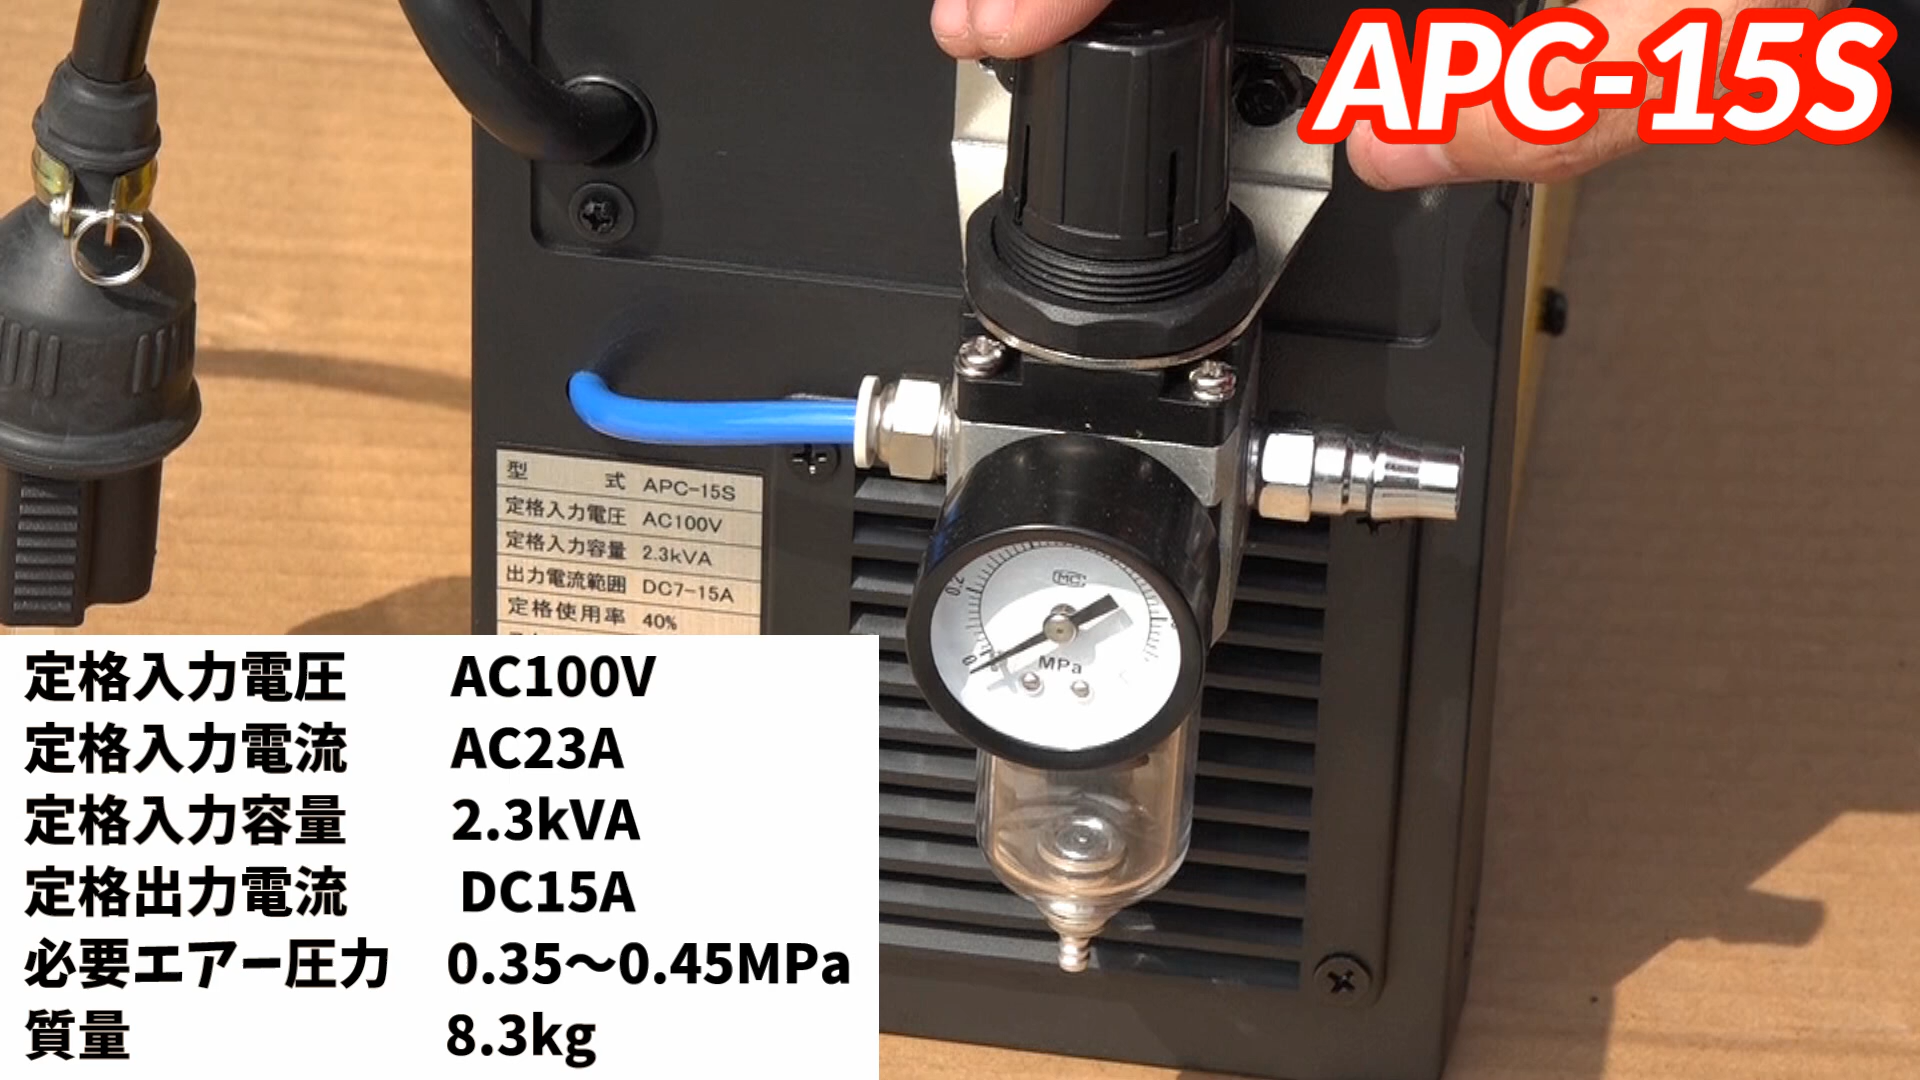 APC-15S
型 式 APC-15S
定格入力電圧 AC100V
定格入力容量 2.3kVA
出力電流範囲 DC7-15A
定格使用率 40%
0.2
0
MC
MPa
定格入力電圧 AC100V
定格入力電流 AC23A
定格入力容量 2.3kVA
定格出力電流 DC15A
必要エアー圧力 0.35～0.45MPa
質量 8.3kg